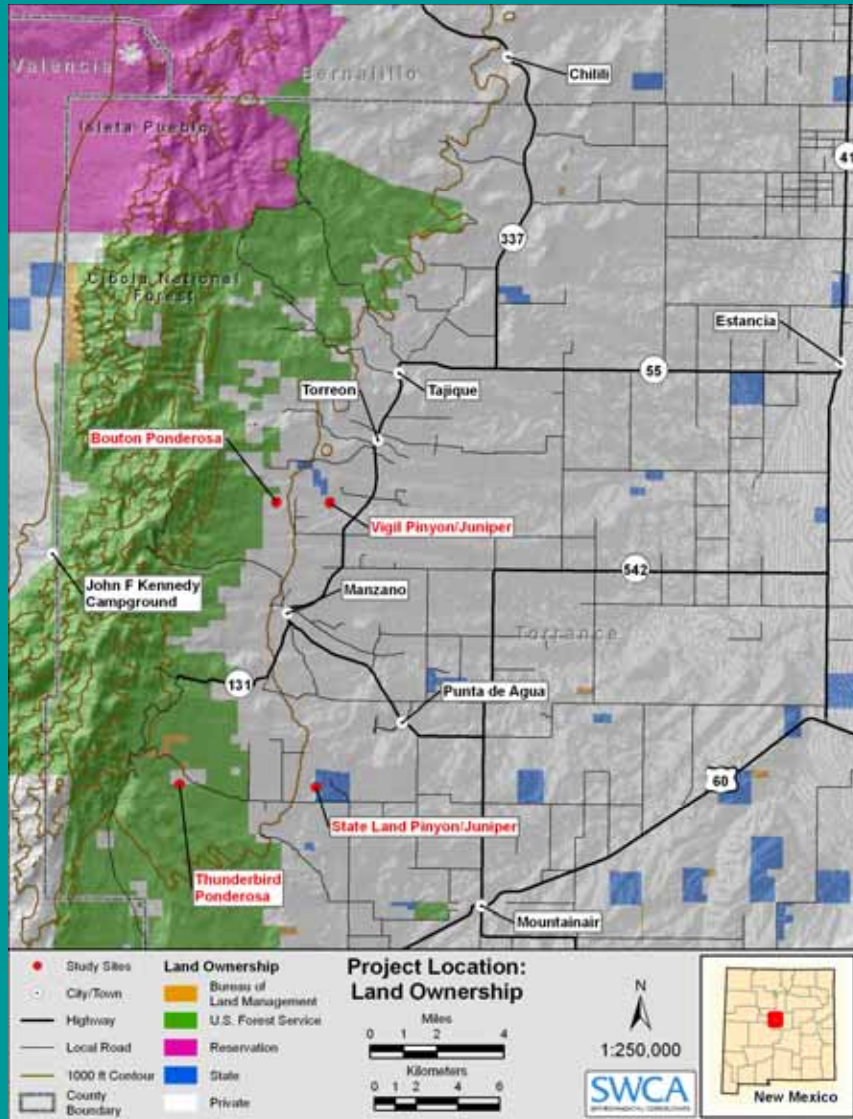 Valencia
Bernalillo
Chilili
Isleta Pueblo
41
337
Cibola National
Forest
Estancia
55
Torreon
Tajique
Bouton Ponderosa
Vigil Pinyon/Juniper
John F Kennedy
Campground
Manzano
542
Torrance
131
Punta de Agua
60
State Land Pinyon/Juniper
Thunderbird
Ponderosa
Mountainair
Study Sites
City/Town
Highway
Local Road
1000 ft Contour
County
Boundary
Land Ownership
Bureau of
Land Management
U.S. Forest Service
Reservation
State
Private
Project Location:
Land Ownership
Miles
0 1 2 4
Kilometers
0 1 2 4 6
N
1:250,000
SWCA
ENVIRONMENTAL CONSULTANTS
New Mexico